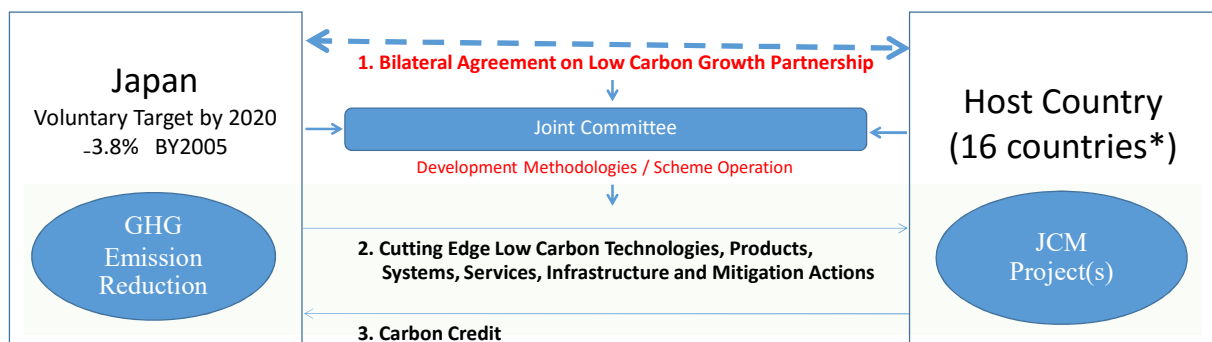 Japan
Voluntary Target by 2020
-3.8% BY2005
GHG
Emission
Reduction
1. Bilateral Agreement on Low Carbon Growth Partnership
Joint Committee
Development Methodologies / Scheme Operation
2. Cutting Edge Low Carbon Technologies, Products,
Systems, Services, Infrastructure and Mitigation Actions
3. Carbon Credit
Host Country
(16 countries*)
JCM
Project(s)